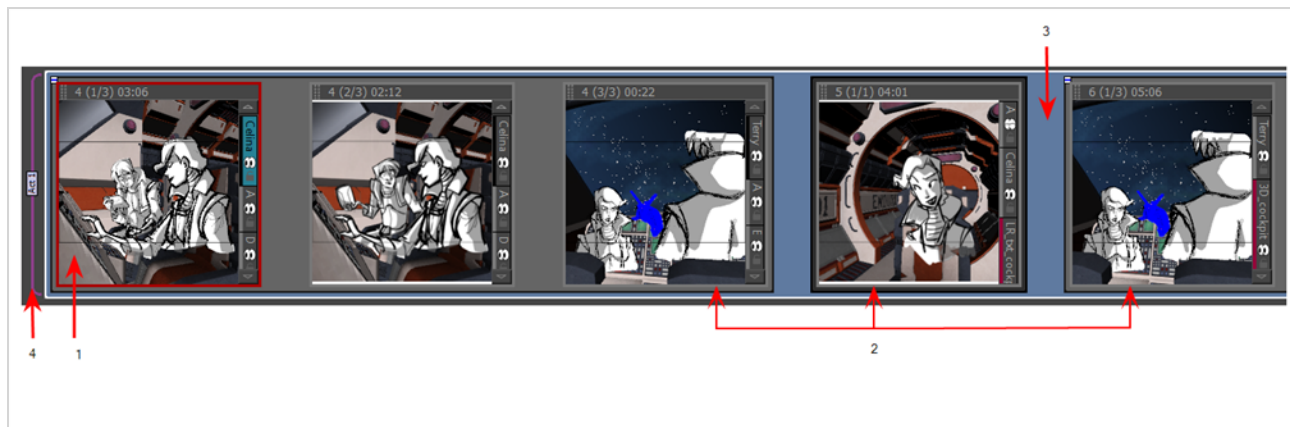 3
4 (1/3) 03:06
4 (2/3) 02:12
4 (3/3) 00:22
5 (1/1) 04:01
6 (1/3) 05:06
Act 1
Celina
A
D
Celina
A
D
Terry
A
E
A
Celina
Terry
3D_cockpit
4
1
2